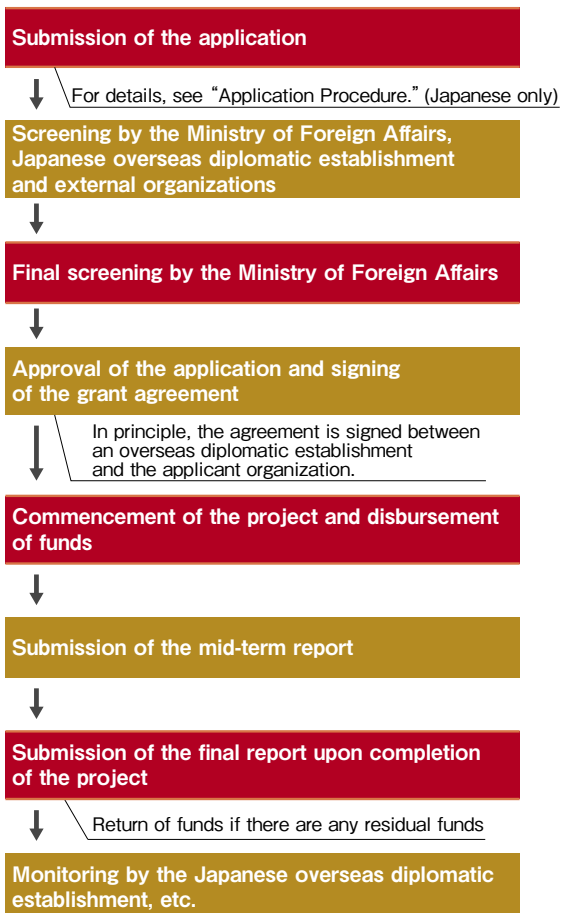 Submission of the application
For details, see “Application Procedure.” (Japanese only)
Screening by the Ministry of Foreign Affairs,
Japanese overseas diplomatic establishment
and external organizations
Final screening by the Ministry of Foreign Affairs
Approval of the application and signing
of the grant agreement
In principle, the agreement is signed between
an overseas diplomatic establishment
and the applicant organization.
Commencement of the project and disbursement
of funds
Submission of the mid-term report
Submission of the final report upon completion
of the project
Return of funds if there are any residual funds
Monitoring by the Japanese overseas diplomatic
establishment, etc.